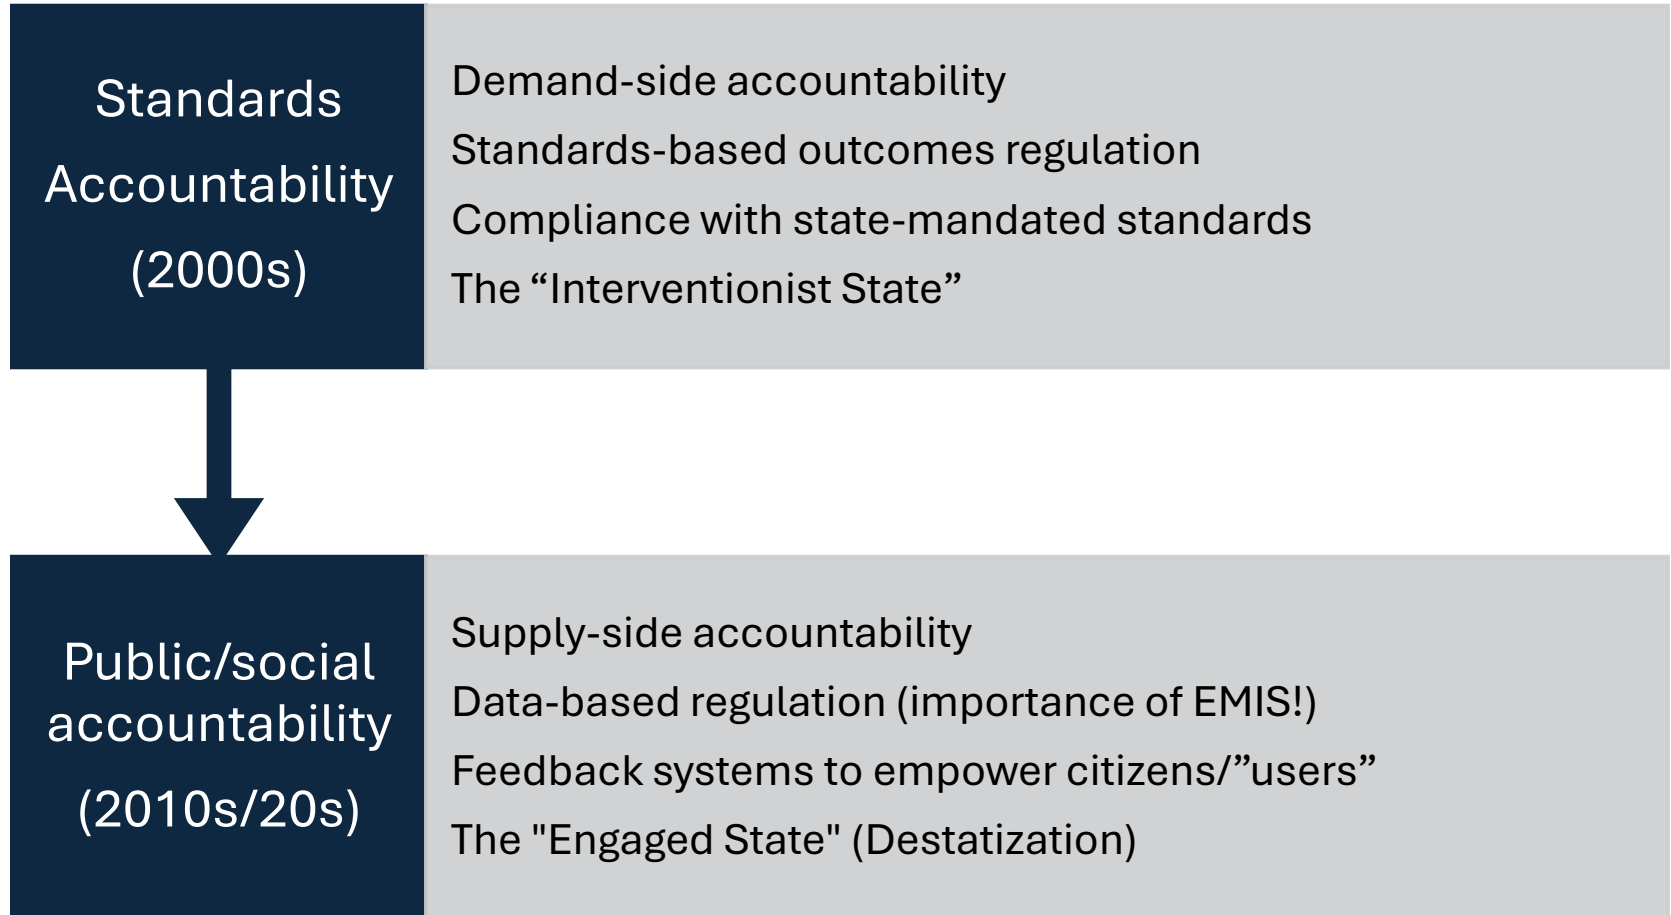 Standards
Accountability
(2000s)
Demand-side accountability
Standards-based outcomes regulation
Compliance with state-mandated standards
The “Interventionist State”
Public/social
accountability
(2010s/20s)
Supply-side accountability
Data-based regulation (importance of EMIS!)
Feedback systems to empower citizens/”users”
The "Engaged State" (Destatization)